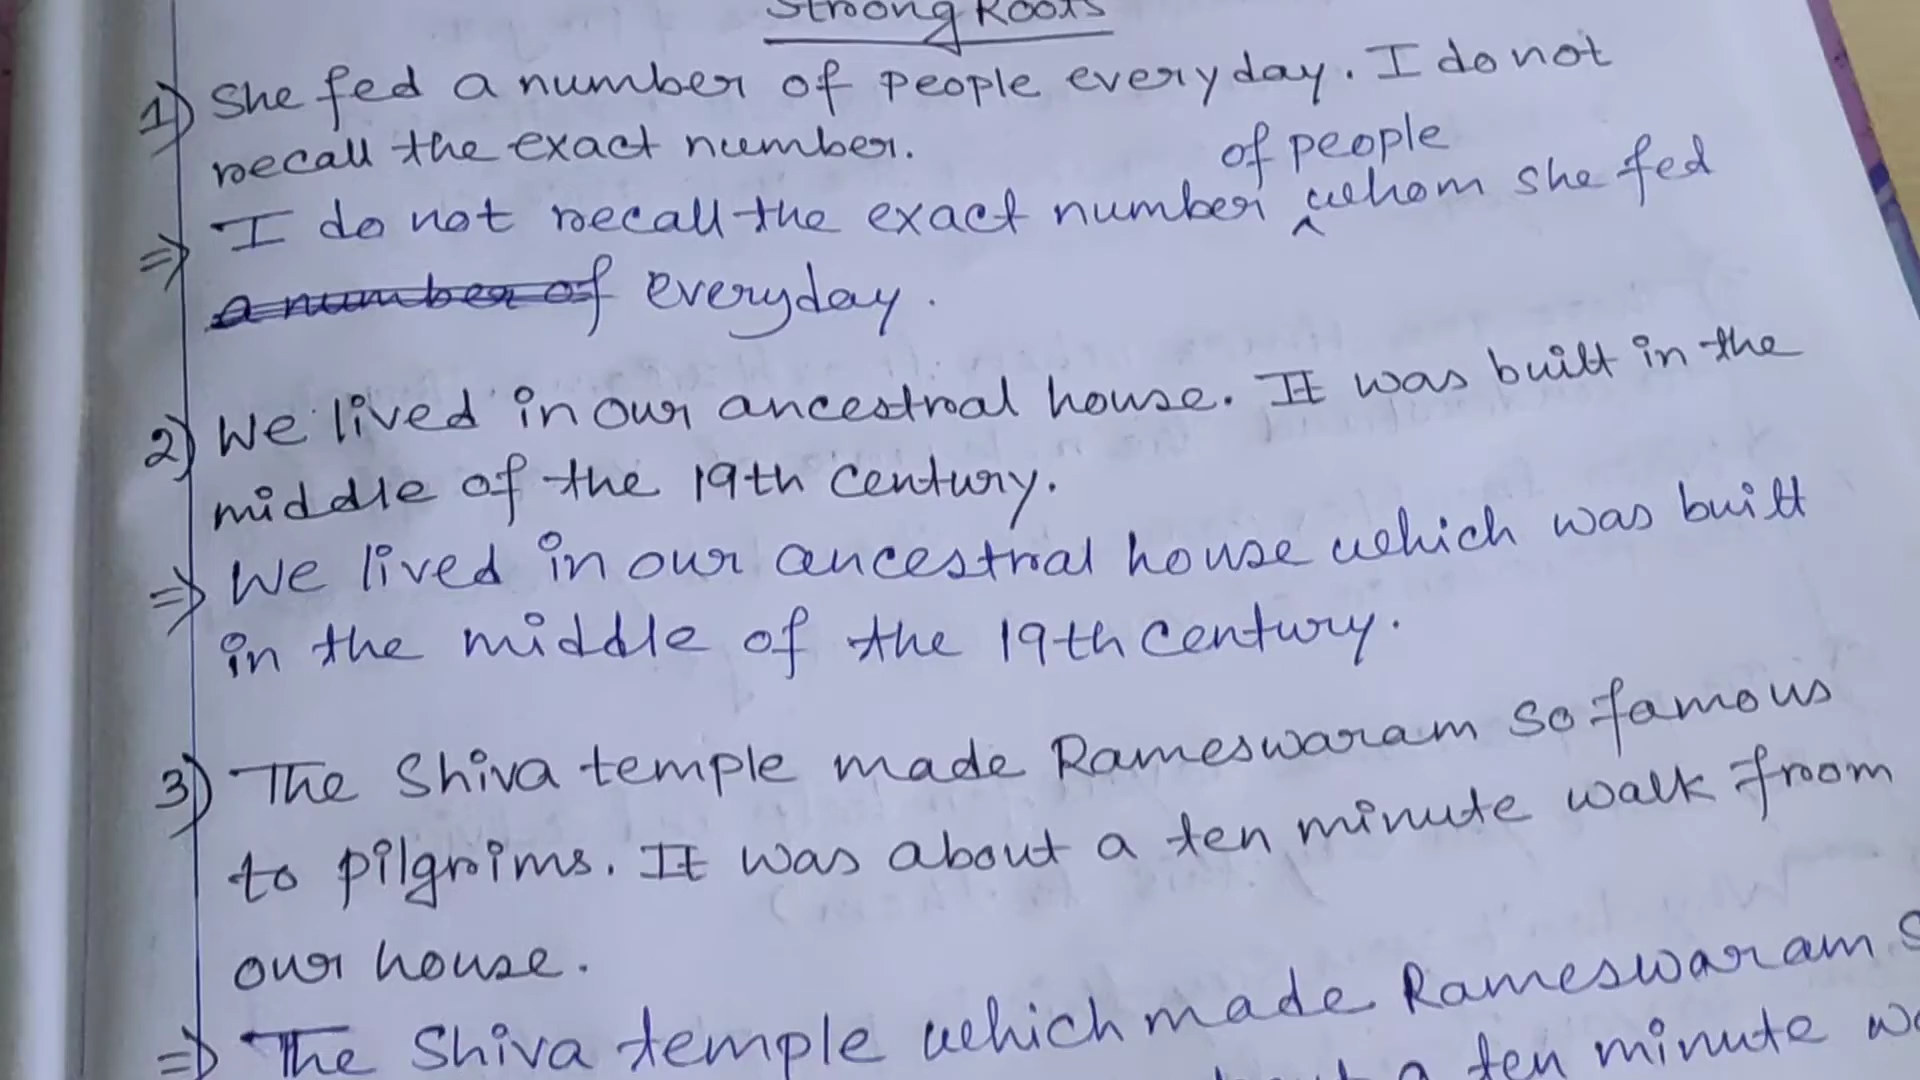 Strong Roots
1) She fed a number of people everyday. I do not
recall the exact number.
of people
=> I do not recall the exact number ^ whom she fed
a number of everyday.
2) We lived in our ancestral house. It was built in the
middle of the 19th century.
=> We lived in our ancestral house which was built
in the middle of the 19th century.
3) The Shiva temple made Rameswaram so famous
to pilgrims. It was about a ten minute walk from
our house.
=> The Shiva temple which made Rameswaram
a ten minute